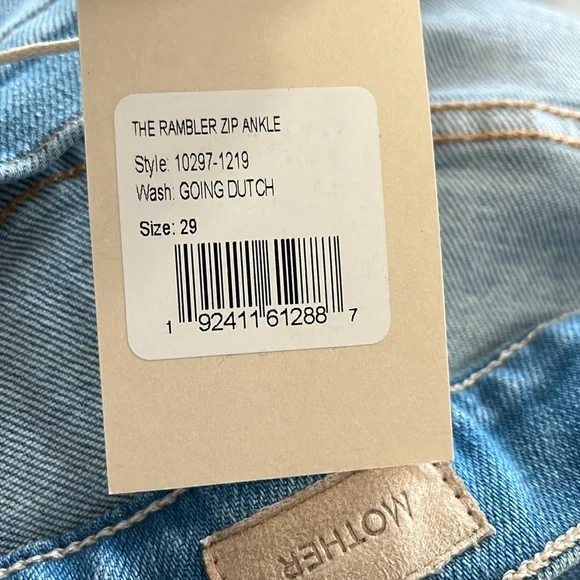 THE RAMBLER ZIP ANKLE
Style: 10297-1219
Wash: GOING DUTCH
Size: 29
1 92411 61288 7
MOTHER